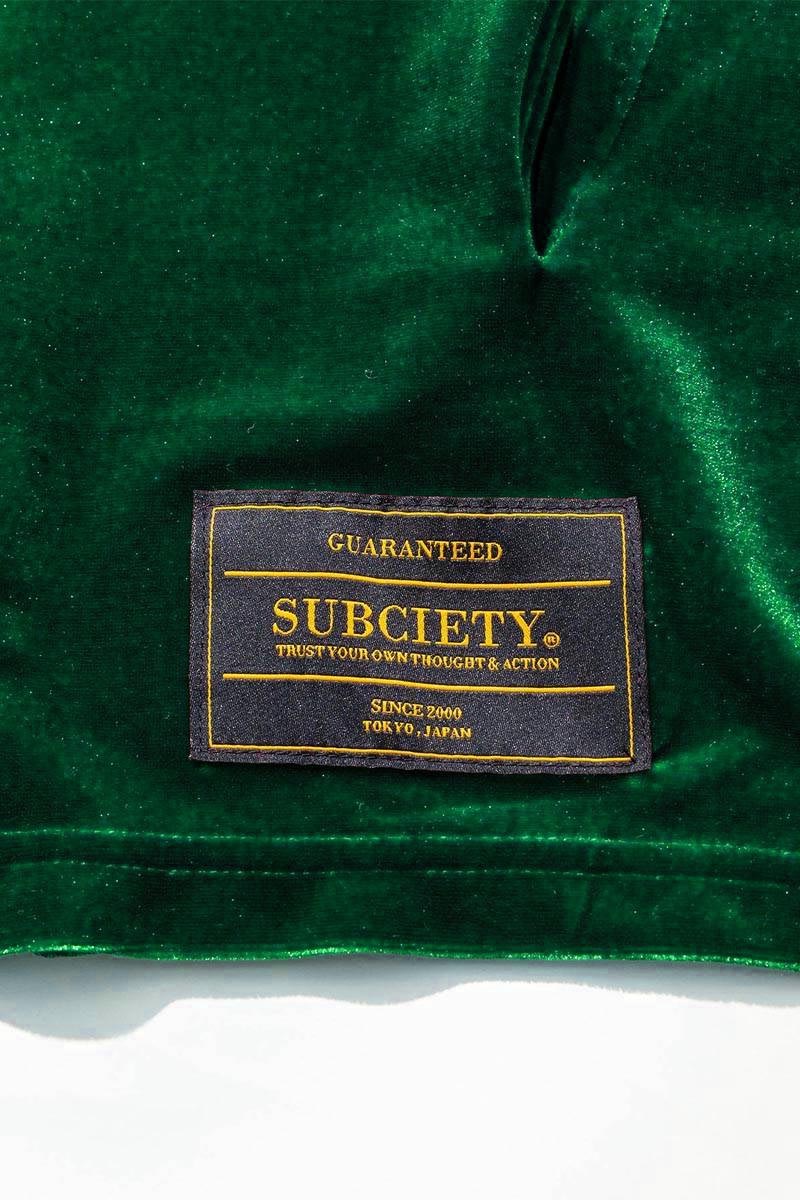 GUARANTEED
SUBCIETY®
TRUST YOUR OWN THOUGHT & ACTION
SINCE 2000
TOKYO, JAPAN